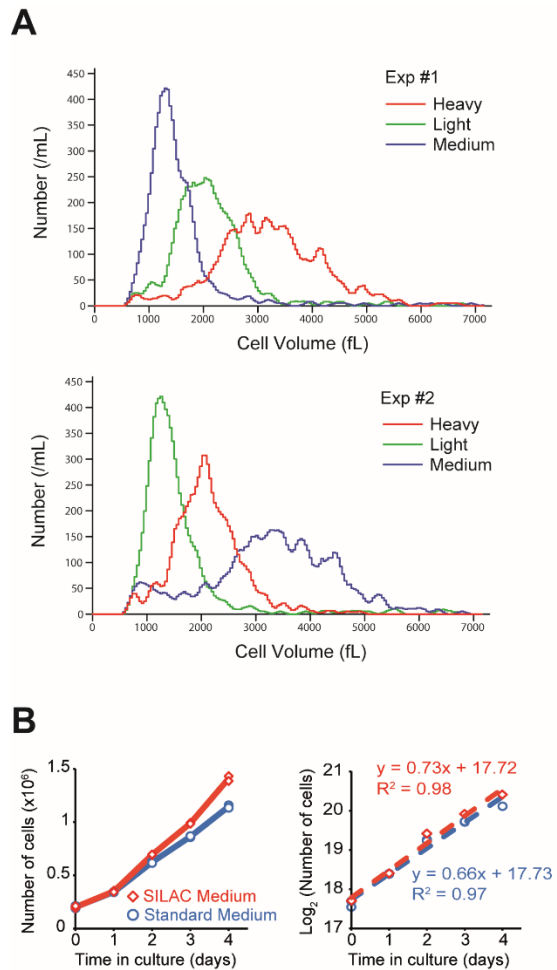 A
450
400
350
300
250
200
150
100
50
0
Number (/mL)
Exp #1
Heavy
Light
Medium
0 1000 2000 3000 4000 5000 6000 7000
Cell Volume (fL)
450
400
350
300
250
200
150
100
50
0
Number (/mL)
Exp #2
Heavy
Light
Medium
0 1000 2000 3000 4000 5000 6000 7000
Cell Volume (fL)
B
1.5
1
0.5
0
Number of cells (x10⁶)
SILAC Medium
Standard Medium
0 1 2 3 4
Time in culture (days)
21
20
19
18
17
Log₂ (Number of cells)
y = 0.73x + 17.72
R² = 0.98
y = 0.66x + 17.73
R² = 0.97
0 1 2 3 4
Time in culture (days)